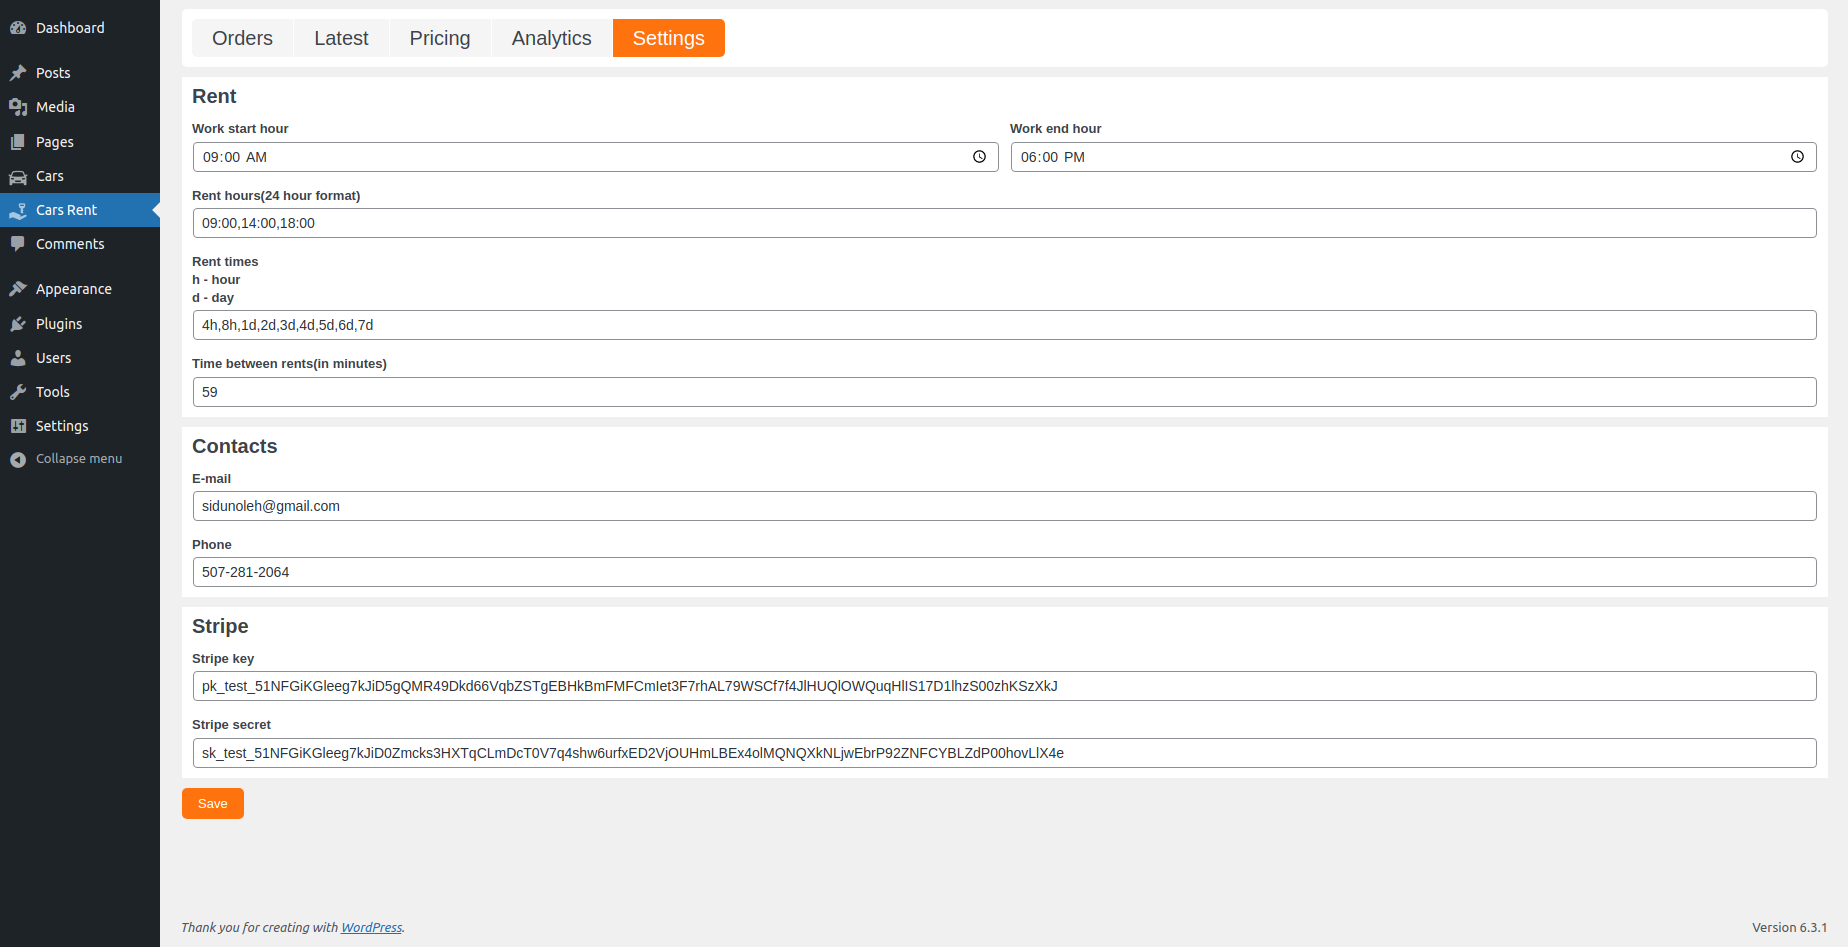 Dashboard
Posts
Media
Pages
Cars
Cars Rent
Comments
Appearance
Plugins
Users
Tools
Settings
Collapse menu
Orders Latest Pricing Analytics Settings
Rent
Work start hour Work end hour
09:00 AM 06:00 PM
Rent hours(24 hour format)
09:00,14:00,18:00
Rent times
h - hour
d - day
4h,8h,1d,2d,3d,4d,5d,6d,7d
Time between rents(in minutes)
59
Contacts
E-mail
sidunoleh@gmail.com
Phone
507-281-2064
Stripe
Stripe key
pk_test_51NFGiKGleeg7kJiD5gQMR49Dkd66VqbZSTgEBHkBmFMFCmIet3F7rhAL79WSCf7f4JlHUQlOWQuqHlIS17D1lhzS00zhKSzXkJ
Stripe secret
sk_test_51NFGiKGleeg7kJiD0Zmcks3HXTqCLmDcT0V7q4shw6urfxED2VjOUHmLBEx4olMQNQXkNLjwEbrP92ZNFCYBLZdP00hovLlX4e
Save
Thank you for creating with WordPress.
Version 6.3.1